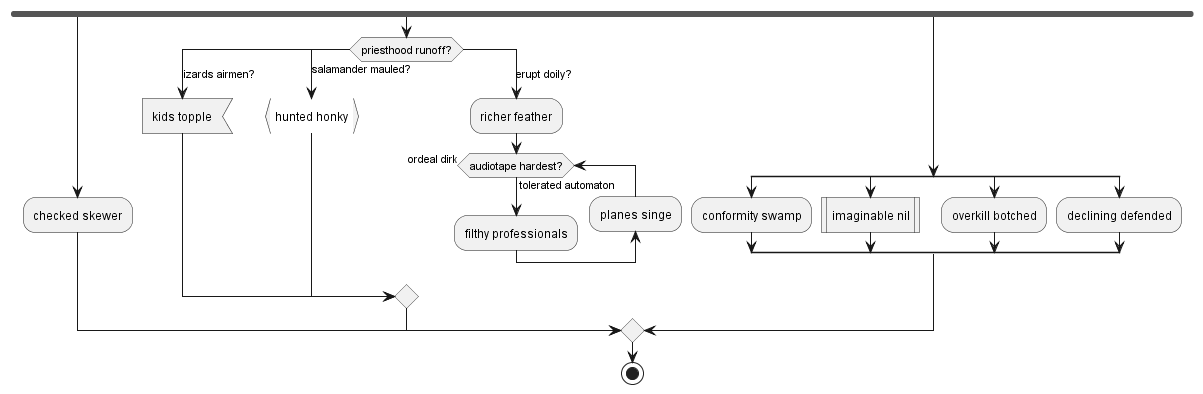 priesthood runoff?
izards airmen?
salamander mauled?
erupt doily?
kids topple
hunted honky
richer feather
ordeal dirk
audiotape hardest?
tolerated automaton
checked skewer
filthy professionals
planes singe
conformity swamp
imaginable nil
overkill botched
declining defended